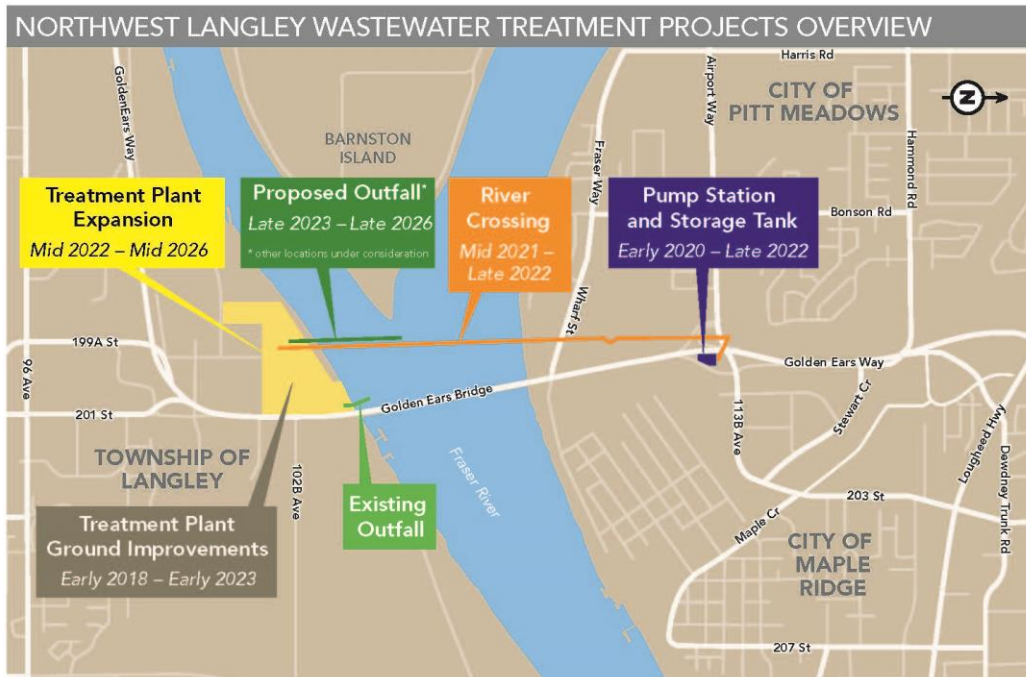 NORTHWEST LANGLEY WASTEWATER TREATMENT PROJECTS OVERVIEW
Harris Rd
GoldenEars Way
Airport Way
CITY OF
PITT MEADOWS
N
BARNSTON
ISLAND
Fraser Way
Hammond Rd
Treatment Plant
Expansion
Mid 2022 – Mid 2026
Proposed Outfall*
Late 2023 – Late 2026
* other locations under consideration
River
Crossing
Mid 2021 –
Late 2022
Pump Station
and Storage Tank
Early 2020 – Late 2022
Bonson Rd
Wharf St
199A St
96 Ave
201 St
Golden Ears Bridge
Golden Ears Way
Stewart Cr
113B Ave
Lougheed Hwy
Dewdney Trunk Rd
TOWNSHIP OF
LANGLEY
102B Ave
Fraser River
Existing
Outfall
203 St
Maple Cr
Treatment Plant
Ground Improvements
Early 2018 – Early 2023
CITY OF
MAPLE
RIDGE
207 St